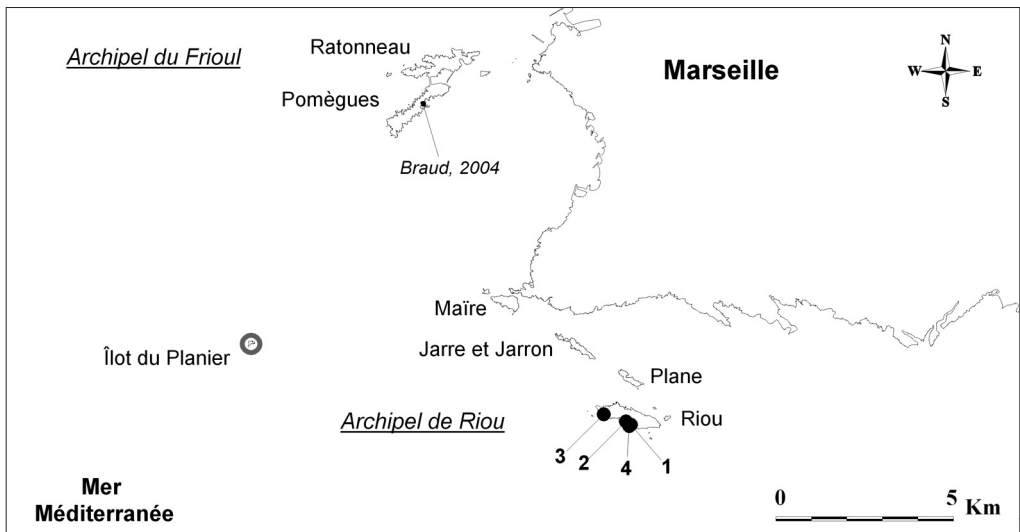 Archipel du Frioul
Ratonneau
Pomègues
Braud, 2004
Marseille
N
W E
S
Maïre
Îlot du Planier
Jarre et Jarron
Plane
Archipel de Riou
Riou
3 2 4 1
Mer
Méditerranée
0 5
Km